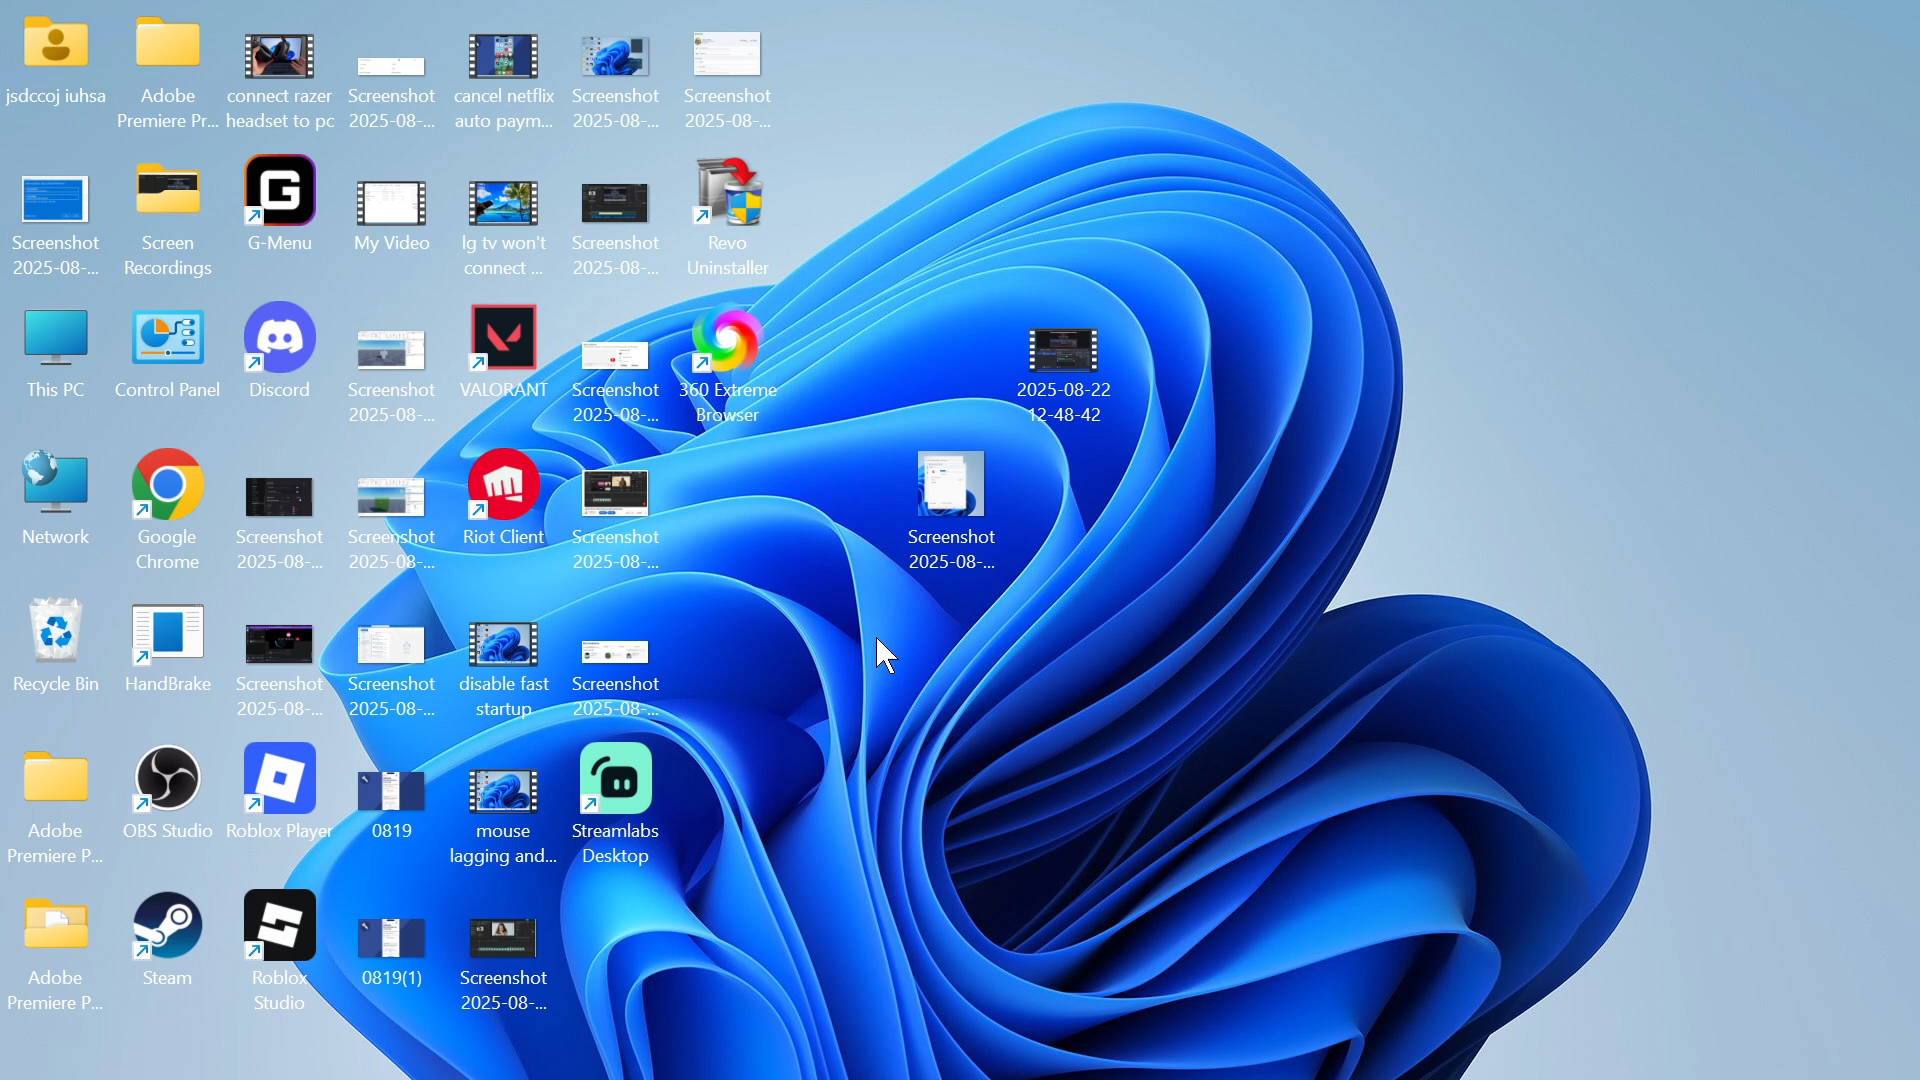 jsdccoj iuhsa
Adobe
Premiere Pr...
connect razer
headset to pc
Screenshot
2025-08-...
cancel netflix
auto paym...
Screenshot
2025-08-...
Screenshot
2025-08-...
Screenshot
2025-08-...
Screen
Recordings
G-Menu
My Video
lg tv won't
connect ...
Screenshot
2025-08-...
Revo
Uninstaller
This PC
Control Panel
Discord
Screenshot
2025-08-...
VALORANT
Screenshot
2025-08-...
360 Extreme
Browser
2025-08-22
12-48-42
Network
Google
Chrome
Screenshot
2025-08-...
Screenshot
2025-08-...
Riot Client
Screenshot
2025-08-...
Screenshot
2025-08-...
Recycle Bin
HandBrake
Screenshot
2025-08-...
Screenshot
2025-08-...
disable fast
startup
Screenshot
2025-08-...
Adobe
Premiere P...
OBS Studio
Roblox Player
0819
mouse
lagging and...
Streamlabs
Desktop
Adobe
Premiere P...
Steam
Roblox
Studio
0819(1)
Screenshot
2025-08-...